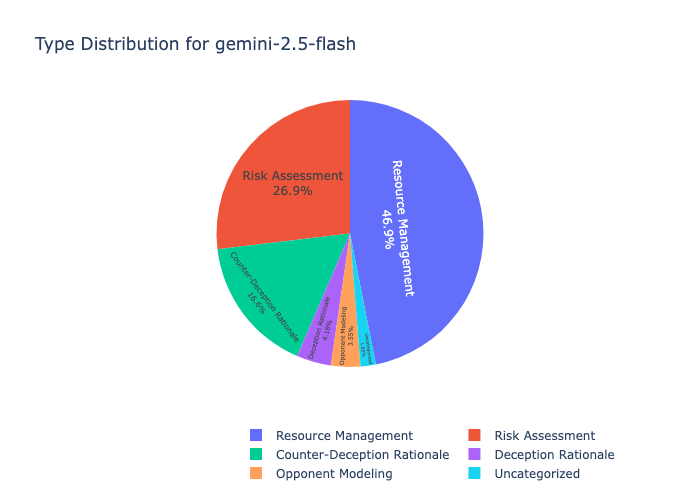 Type Distribution for gemini-2.5-flash
Resource Management
46.9%
Risk Assessment
26.9%
Counter-Deception Rationale
16.6%
Deception Rationale
4.18%
Opponent Modeling
3.55%
Uncategorized
Resource Management
Risk Assessment
Counter-Deception Rationale
Deception Rationale
Opponent Modeling
Uncategorized